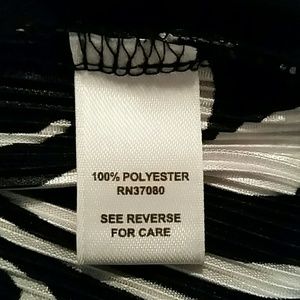 100% POLYESTER
RN37080
SEE REVERSE
FOR CARE